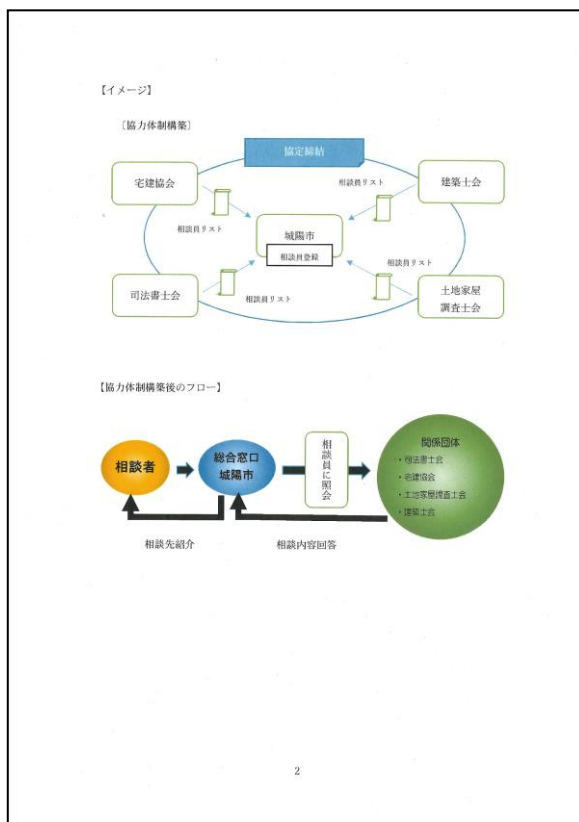 【イメージ】
〔協力体制構築〕
協定締結
宅建協会
建築士会
相談員リスト
相談員リスト
城陽市
相談員登録
相談員リスト
相談員リスト
司法書士会
土地家屋
調査士会
【協力体制構築後のフロー】
相談者
総合窓口
城陽市
相談員に照会
関係団体
・司法書士会
・宅建協会
・土地家屋調査士会
・建築士会
相談先紹介
相談内容回答
2